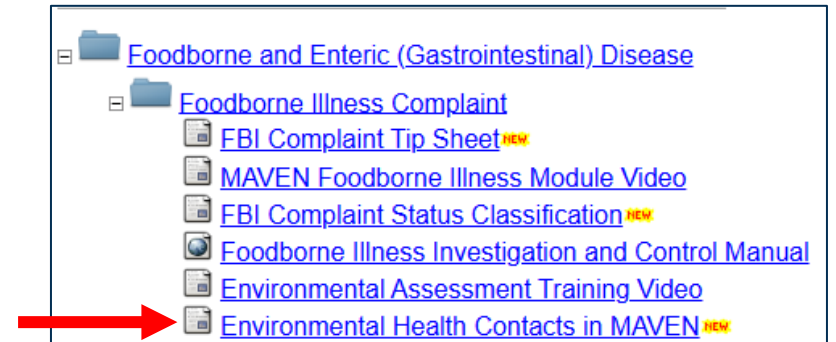 Foodborne and Enteric (Gastrointestinal) Disease
Foodborne Illness Complaint
FBI Complaint Tip Sheet NEW
MAVEN Foodborne Illness Module Video
FBI Complaint Status Classification NEW
Foodborne Illness Investigation and Control Manual
Environmental Assessment Training Video
Environmental Health Contacts in MAVEN NEW